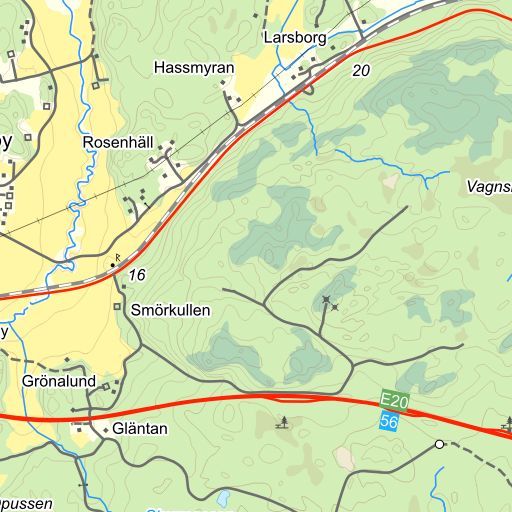 Larsborg
Hassmyran
20
Rosenhäll
y
Vagns
R
16
Smörkullen
y
Grönalund
E20
56
Gläntan
pussen